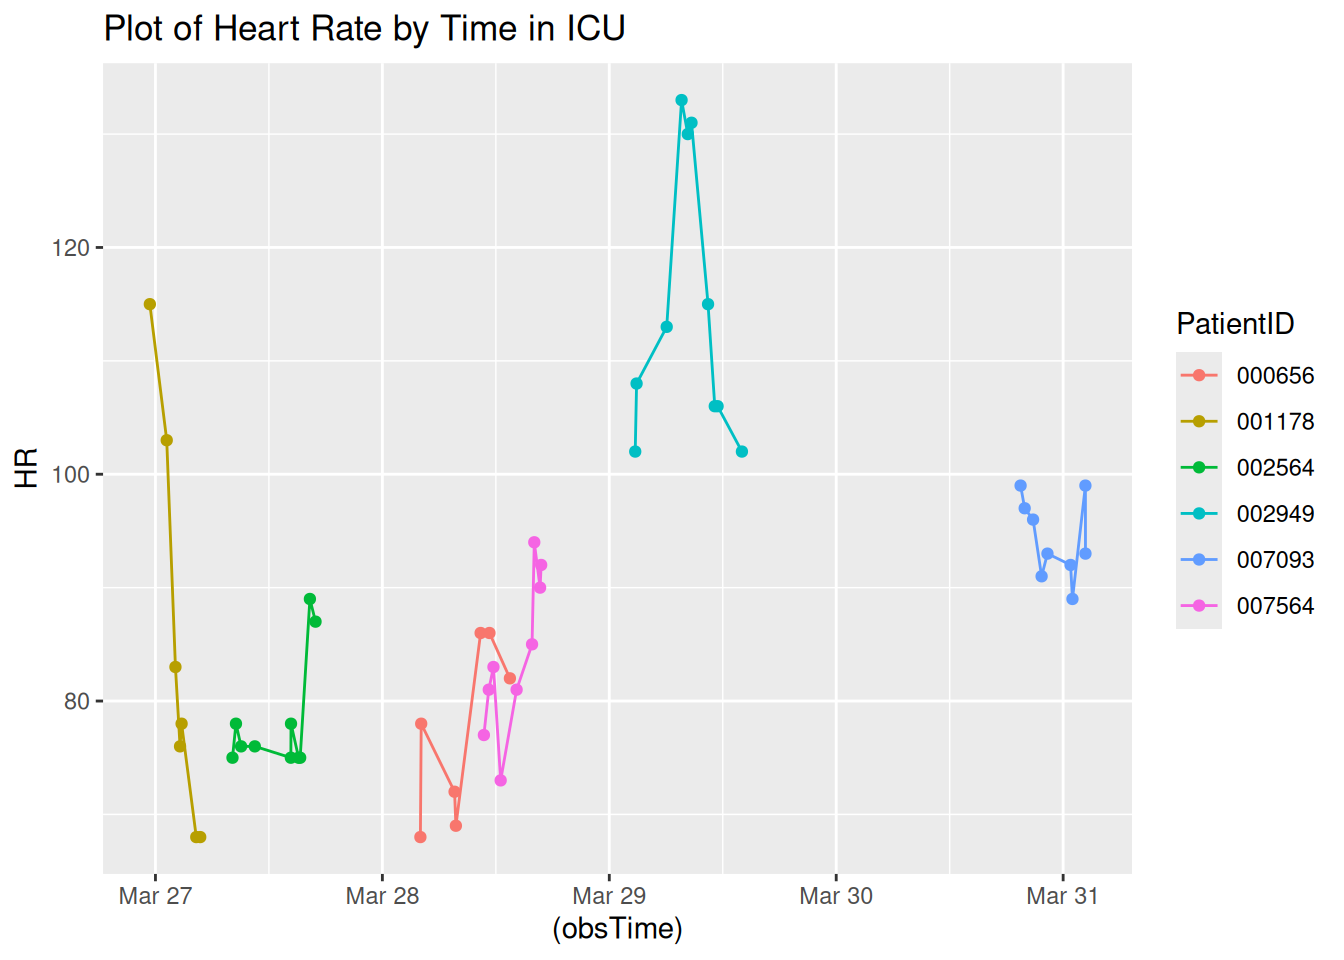 Plot of Heart Rate by Time in ICU
HR
120
100
80
Mar 27
Mar 28
Mar 29
Mar 30
Mar 31
(obsTime)
PatientID
000656
001178
002564
002949
007093
007564